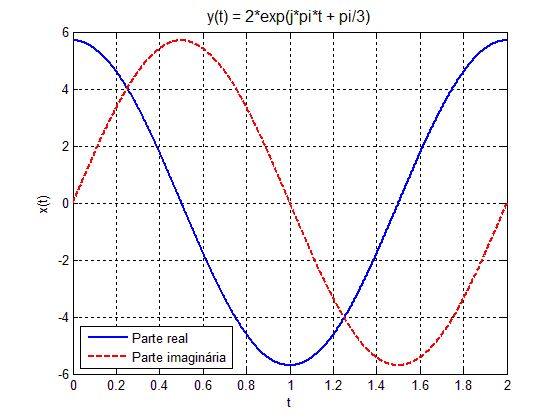 y(t) = 2*exp(j*pi*t + pi/3)
6
4
2
0
-2
-4
-6
x(t)
Parte real
Parte imaginária
0 0.2 0.4 0.6 0.8 1 1.2 1.4 1.6 1.8 2
t